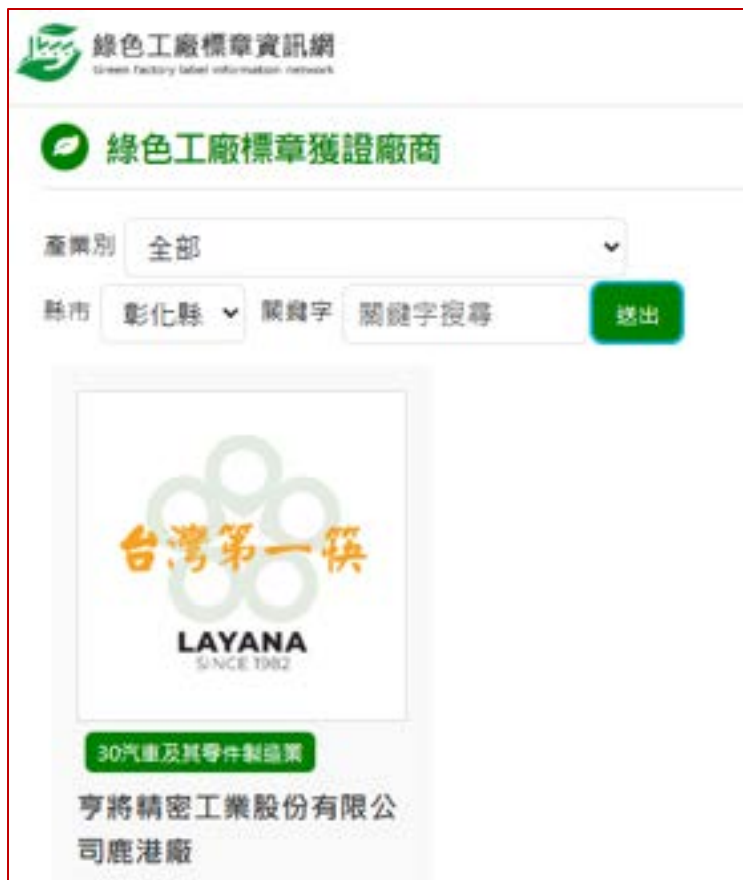 綠色工廠標章資訊網
Green factory label information network
綠色工廠標章獲證廠商
產業別 全部
縣市 彰化縣 關鍵字 關鍵字搜尋 送出
台灣第一筷
LAYANA
SINCE 1982
30汽車及其零件製造業
亨將精密工業股份有限公
司鹿港廠